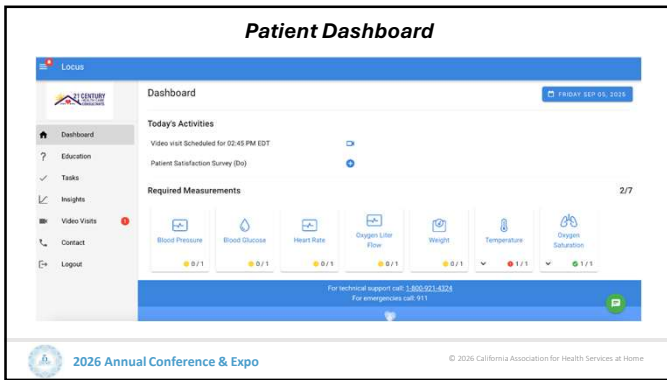 Patient Dashboard
Locus
21 CENTURY
HEALTH CARE
CONSULTANTS
Dashboard
FRIDAY SEP 05, 2025
Today's Activities
Dashboard
Video visit Scheduled for 02:45 PM EDT
Education
Patient Satisfaction Survey (Do)
Tasks
Insights
Required Measurements
2/7
Video Visits
Contact
Logout
Blood Pressure
0 / 1
Blood Glucose
0 / 1
Heart Rate
0 / 1
Oxygen Liter
Flow
0 / 1
Weight
0 / 1
Temperature
1 / 1
Oxygen
Saturation
1 / 1
For technical support call: 1-800-921-4324
For emergencies call: 911
2026 Annual Conference & Expo
© 2026 California Association for Health Services at Home